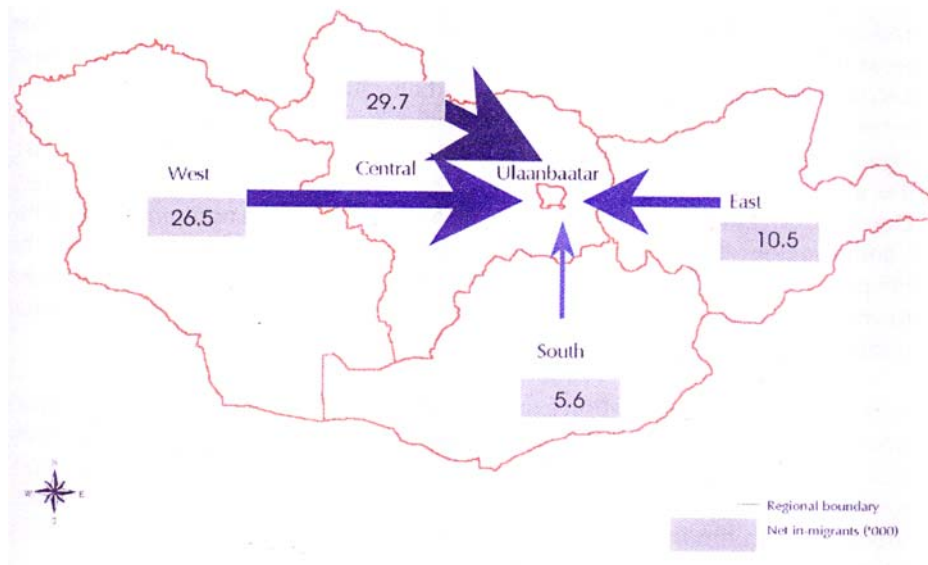 29.7
West
Central
Ulaanbaatar
26.5
East
10.5
South
5.6
N
W
E
S
Regional boundary
Net in-migrants ('000)